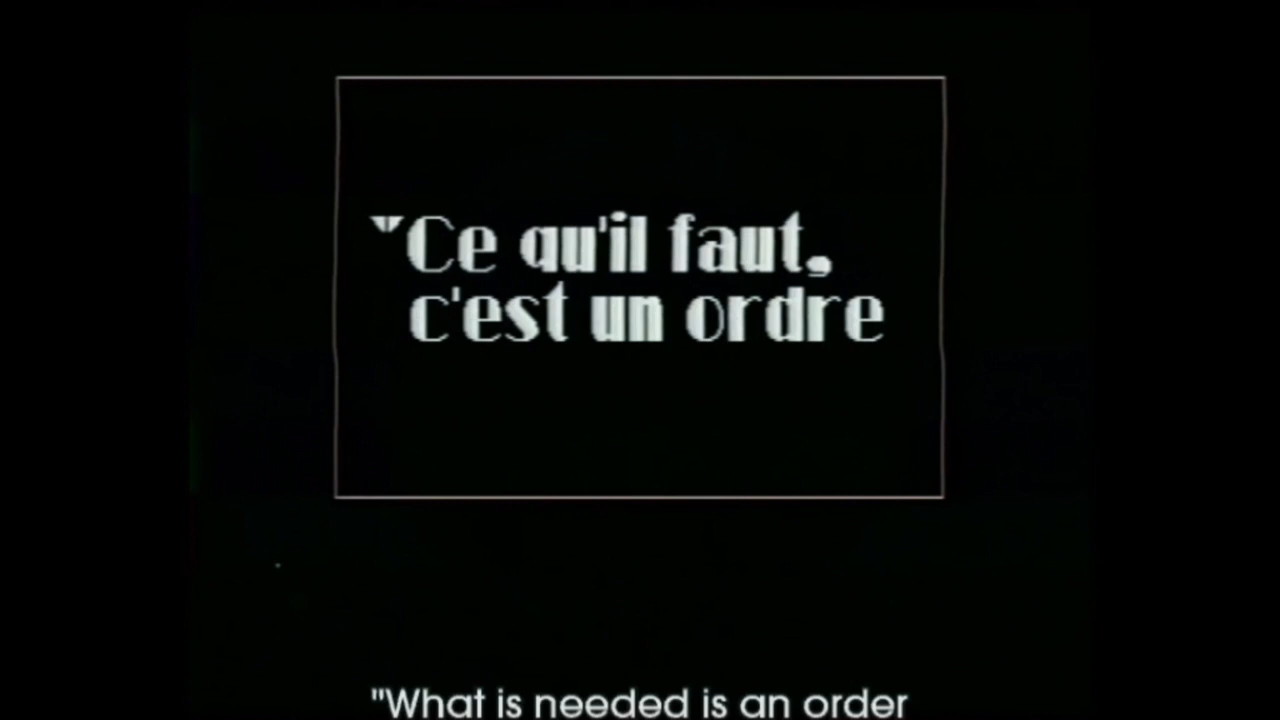 "Ce qu'il faut,
c'est un ordre
"What is needed is an order